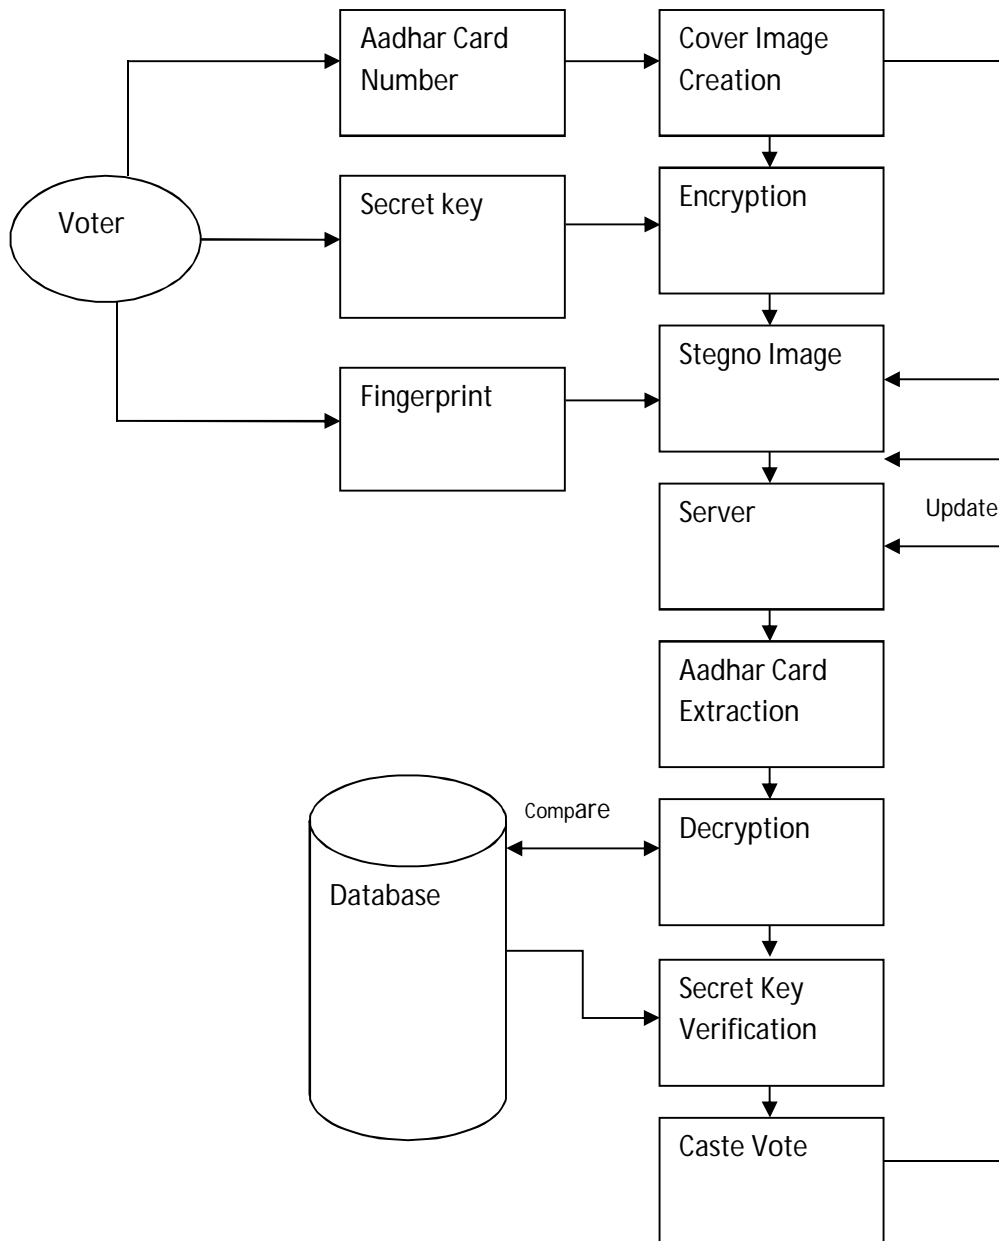 Aadhar Card
Number
Cover Image
Creation
Voter
Secret key
Encryption
Fingerprint
Stegno Image
Server
Update
Aadhar Card
Extraction
Database
Compare
Decryption
Secret Key
Verification
Caste Vote